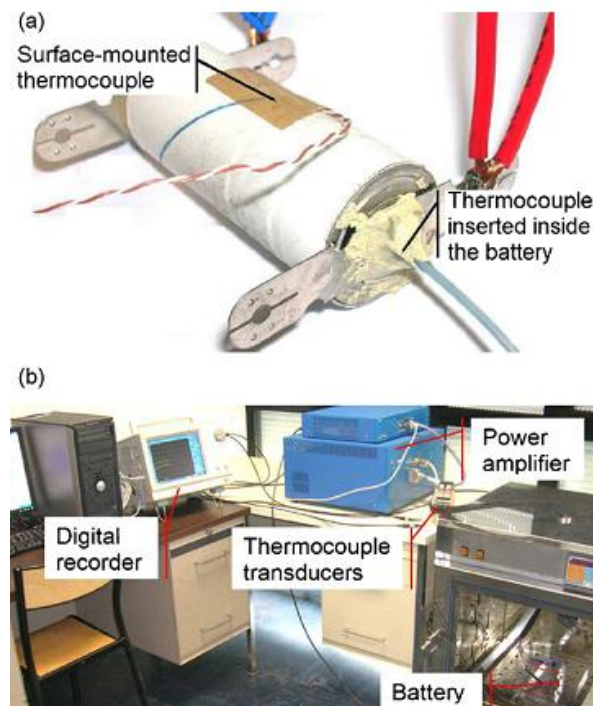 (a)
Surface-mounted
thermocouple
Thermocouple
inserted inside
the battery
(b)
Power
amplifier
Digital
recorder
Thermocouple
transducers
Battery